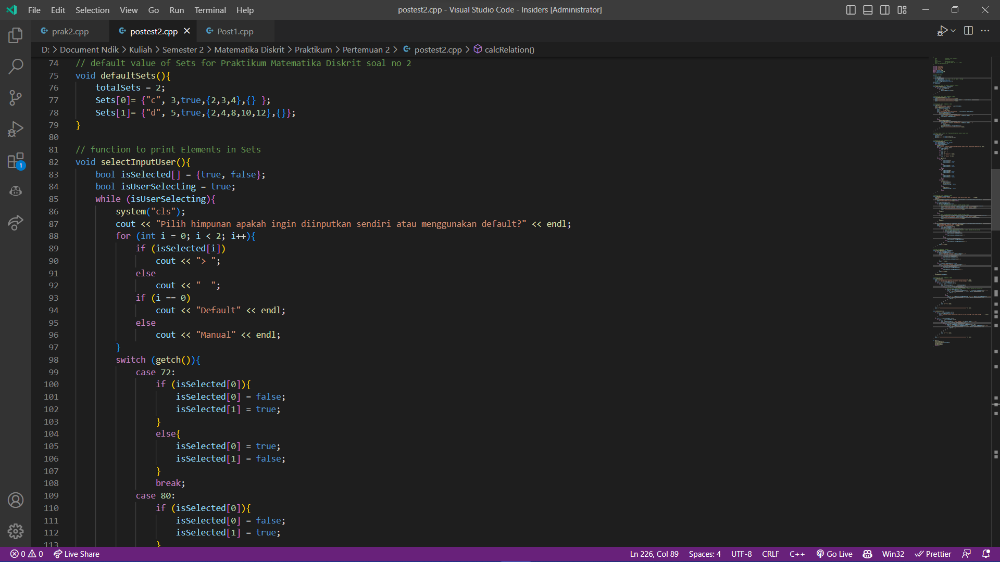 File Edit Selection View Go Run Terminal Help
postest2.cpp - Visual Studio Code - Insiders [Administrator]
prak2.cpp postest2.cpp Post1.cpp
D: > Document Ndik > Kuliah > Semester 2 > Matematika Diskrit > Praktikum > Pertemuan 2 > postest2.cpp > calcRelation()
74 // default value of Sets for Praktikum Matematika Diskrit soal no 2
75 void defaultSets(){
76 totalSets = 2;
77 Sets[0]= {"c", 3,true,{2,3,4},{} };
78 Sets[1]= {"d", 5,true,{2,4,8,10,12},{}};
79 }
80
81 // function to print Elements in Sets
82 void selectInputUser(){
83 bool isSelected[] = {true, false};
84 bool isUserSelecting = true;
85 while (isUserSelecting){
86 system("cls");
87 cout << "Pilih himpunan apakah ingin diinputkan sendiri atau menggunakan default?" << endl;
88 for (int i = 0; i < 2; i++){
89 if (isSelected[i])
90 cout << "> ";
91 else
92 cout << "  ";
93 if (i == 0)
94 cout << "Default" << endl;
95 else
96 cout << "Manual" << endl;
97 }
98 switch (getch()){
99 case 72:
100 if (isSelected[0]){
101 isSelected[0] = false;
102 isSelected[1] = true;
103 }
104 else{
105 isSelected[0] = true;
106 isSelected[1] = false;
107 }
108 break;
109 case 80:
110 if (isSelected[0]){
111 isSelected[0] = false;
112 isSelected[1] = true;
113 }
1
0 0 Live Share Ln 226, Col 89 Spaces: 4 UTF-8 CRLF C++ Go Live Win32 Prettier